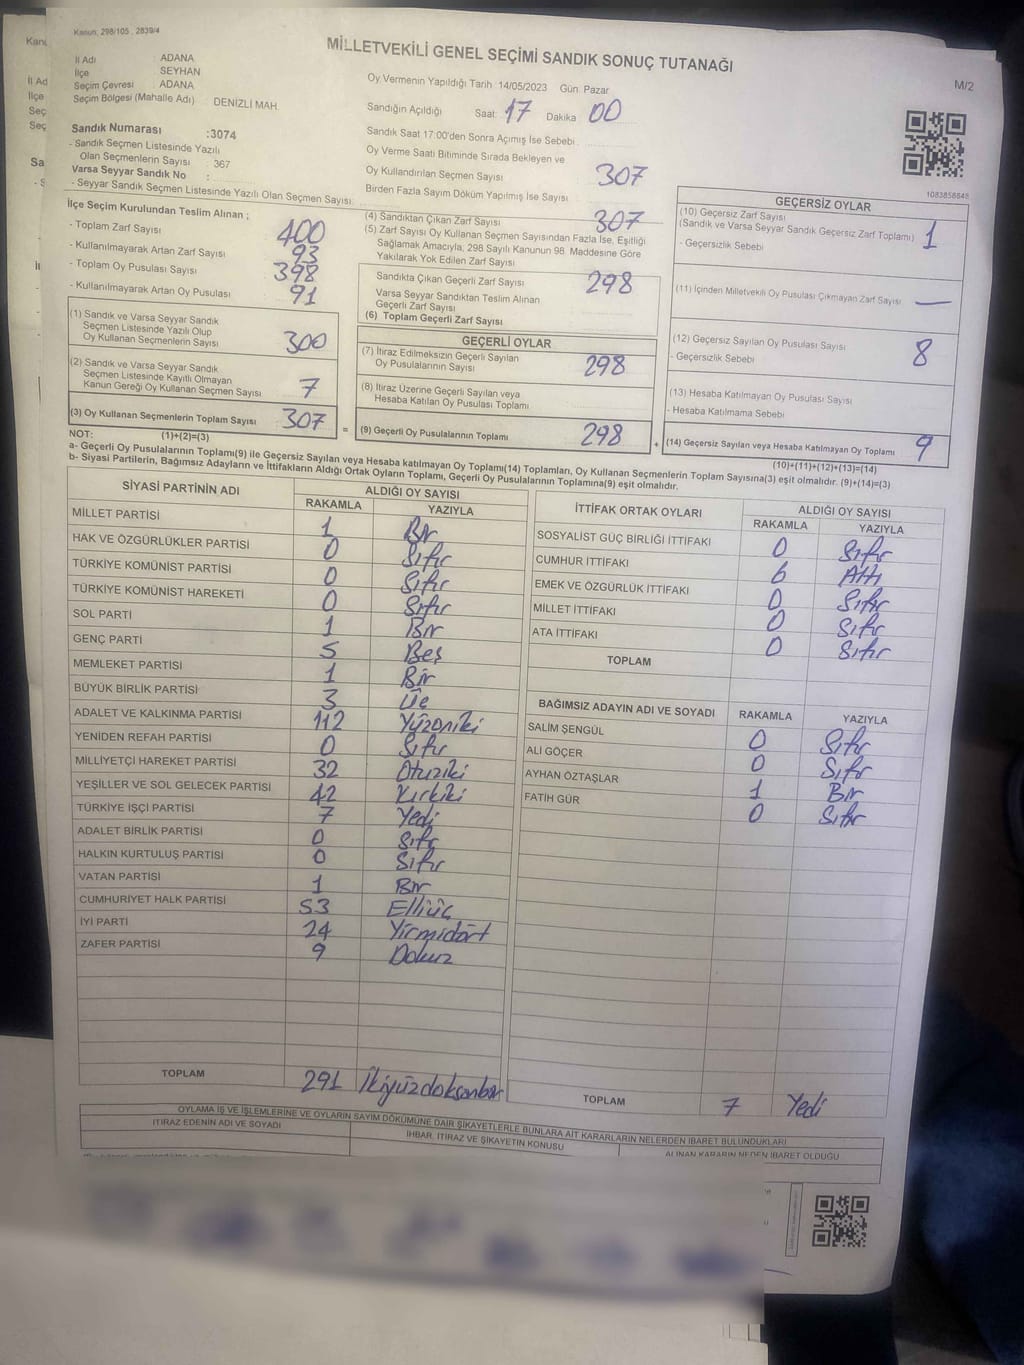 Kanun; 298/105 , 2839/4
MİLLETVEKİLİ GENEL SEÇİMİ SANDIK SONUÇ TUTANAĞI
M/2
İl Adı : ADANA
İlçe : SEYHAN
Seçim Çevresi : ADANA
Seçim Bölgesi (Mahalle Adı) DENİZLİ MAH.
Sandık Numarası :3074
- Sandık Seçmen Listesinde Yazılı
Olan Seçmenlerin Sayısı : 367
Varsa Seyyar Sandık No :
- Seyyar Sandık Seçmen Listesinde Yazılı Olan Seçmen Sayısı:
Oy Vermenin Yapıldığı Tarih :14/05/2023 Gün: Pazar
Sandığın Açıldığı Saat: 17 Dakika 00
Sandık Saat 17:00'den Sonra Açımış İse Sebebi
Oy Verme Saati Bitiminde Sırada Bekleyen ve
Oy Kullandırılan Seçmen Sayısı 307
Birden Fazla Sayım Döküm Yapılmış İse Sayısı
1083858848
İlçe Seçim Kurulundan Teslim Alınan ;
- Toplam Zarf Sayısı 400
- Kullanılmayarak Artan Zarf Sayısı 93
- Toplam Oy Pusulası Sayısı 398
- Kullanılmayarak Artan Oy Pusulası 91
(1) Sandık ve Varsa Seyyar Sandık
Seçmen Listesinde Yazılı Olup
Oy Kullanan Seçmenlerin Sayısı 300
(2) Sandık ve Varsa Seyyar Sandık
Seçmen Listesinde Kayıtlı Olmayan
Kanun Gereği Oy Kullanan Seçmen Sayısı 7
(3) Oy Kullanan Seçmenlerin Toplam Sayısı 307
(1)+(2)=(3)
(4) Sandıktan Çıkan Zarf Sayısı 307
(5) Zarf Sayısı Oy Kullanan Seçmen Sayısından Fazla İse, Eşitliği
Sağlamak Amacıyla, 298 Sayılı Kanunun 98. Maddesine Göre
Yakılarak Yok Edilen Zarf Sayısı
Sandıkta Çıkan Geçerli Zarf Sayısı 298
Varsa Seyyar Sandıktan Teslim Alınan
Geçerli Zarf Sayısı
(6) Toplam Geçerli Zarf Sayısı
GEÇERLİ OYLAR
(7) İtiraz Edilmeksizin Geçerli Sayılan
Oy Pusulalarının Sayısı 298
(8) İtiraz Üzerine Geçerli Sayılan veya
Hesaba Katılan Oy Pusulası Toplamı
= (9) Geçerli Oy Pusulalarının Toplamı 298
GEÇERSİZ OYLAR
(10) Geçersiz Zarf Sayısı
(Sandık ve Varsa Seyyar Sandık Geçersiz Zarf Toplamı) 1
- Geçersizlik Sebebi
(11) İçinden Milletvekili Oy Pusulası Çıkmayan Zarf Sayısı —
(12) Geçersiz Sayılan Oy Pusulası Sayısı 8
- Geçersizlik Sebebi
(13) Hesaba Katılmayan Oy Pusulası Sayısı
- Hesaba Katılmama Sebebi
+ (14) Geçersiz Sayılan veya Hesaba Katılmayan Oy Toplamı 9
(10)+(11)+(12)+(13)=(14)
NOT:
a- Geçerli Oy Pusulalarının Toplamı(9) ile Geçersiz Sayılan veya Hesaba katılmayan Oy Toplamı(14) Toplamları, Oy Kullanan Seçmenlerin Toplam Sayısına(3) eşit olmalıdır. (9)+(14)=(3)
b- Siyasi Partilerin, Bağımsız Adayların ve İttifakların Aldığı Ortak Oyların Toplamı, Geçerli Oy Pusulalarının Toplamına(9) eşit olmalıdır.
SİYASİ PARTİNİN ADI ALDIĞI OY SAYISI
RAKAMLA YAZIYLA
MİLLET PARTİSİ 1 Bir
HAK VE ÖZGÜRLÜKLER PARTİSİ 0 Sıfır
TÜRKİYE KOMÜNİST PARTİSİ 0 Sıfır
TÜRKİYE KOMÜNİST HAREKETİ 0 Sıfır
SOL PARTİ 1 Bir
GENÇ PARTİ 5 Beş
MEMLEKET PARTİSİ 1 Bir
BÜYÜK BİRLİK PARTİSİ 3 Üç
ADALET VE KALKINMA PARTİSİ 112 Yüzoniki
YENİDEN REFAH PARTİSİ 0 Sıfır
MİLLİYETÇİ HAREKET PARTİSİ 32 Otuziki
YEŞİLLER VE SOL GELECEK PARTİSİ 42 Kırkiki
TÜRKİYE İŞÇİ PARTİSİ 7 Yedi
ADALET BİRLİK PARTİSİ 0 Sıfır
HALKIN KURTULUŞ PARTİSİ 0 Sıfır
VATAN PARTİSİ 1 Bir
CUMHURİYET HALK PARTİSİ 53 Elliüç
İYİ PARTİ 24 Yirmidört
ZAFER PARTİSİ 9 Dokuz
TOPLAM 291 İkiyüzdoksanbir
İTTİFAK ORTAK OYLARI ALDIĞI OY SAYISI
RAKAMLA YAZIYLA
SOSYALİST GÜÇ BİRLİĞİ İTTİFAKI 0 Sıfır
CUMHUR İTTİFAKI 6 Altı
EMEK VE ÖZGÜRLÜK İTTİFAKI 0 Sıfır
MİLLET İTTİFAKI 0 Sıfır
ATA İTTİFAKI 0 Sıfır
TOPLAM
BAĞIMSIZ ADAYIN ADI VE SOYADI RAKAMLA YAZIYLA
SALİM ŞENGÜL 0 Sıfır
ALİ GÖÇER 0 Sıfır
AYHAN ÖZTAŞLAR 1 Bir
FATİH GÜR 0 Sıfır
TOPLAM 7 Yedi
OYLAMA İŞ VE İŞLEMLERİNE VE OYLARIN SAYIM DÖKÜMÜNE DAİR ŞİKAYETLERLE BUNLARA AİT KARARLARIN NELERDEN İBARET BULUNDUKLARI
İTİRAZ EDENİN ADI VE SOYADI
İHBAR, İTİRAZ VE ŞİKAYETİN KONUSU
ALINAN KARARIN NEDEN İBARET OLDUĞU